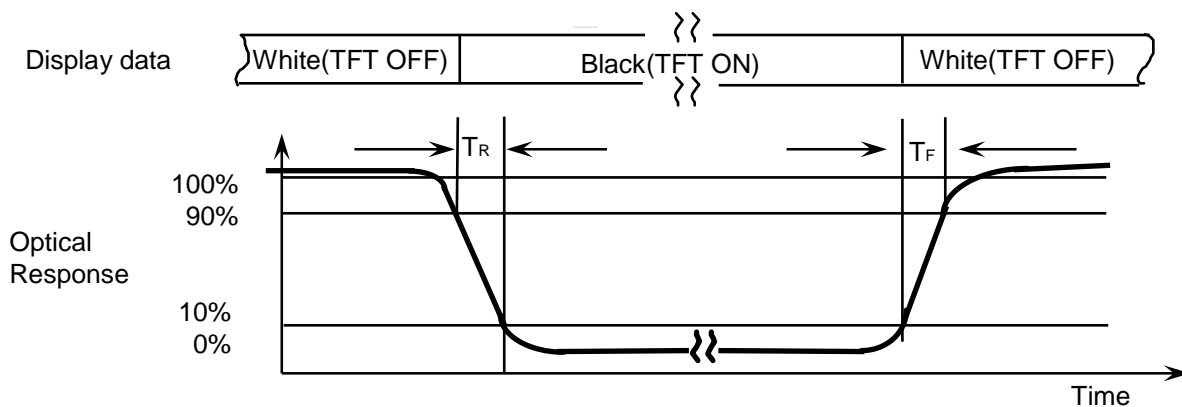 Display data
White(TFT OFF) Black(TFT ON) White(TFT OFF)
TR TF
100%
90%
Optical
Response
10%
0%
Time